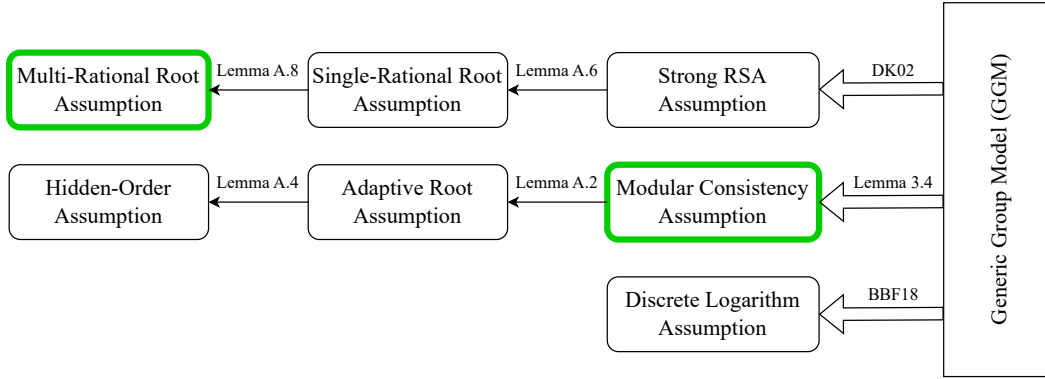 Multi-Rational Root
Assumption
Lemma A.8
Single-Rational Root
Assumption
Lemma A.6
Strong RSA
Assumption
DK02
Hidden-Order
Assumption
Lemma A.4
Adaptive Root
Assumption
Lemma A.2
Modular Consistency
Assumption
Lemma 3.4
Discrete Logarithm
Assumption
BBF18
Generic Group Model (GGM)